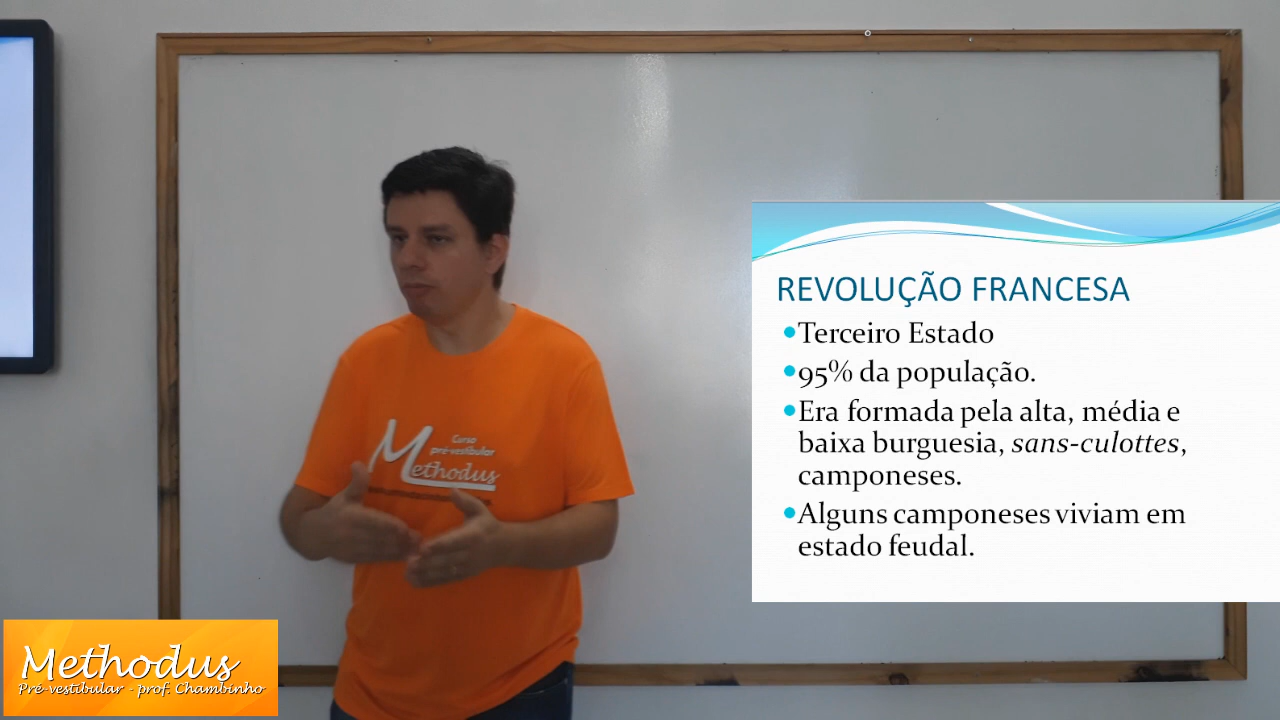 REVOLUÇÃO FRANCESA
Terceiro Estado
95% da população.
Era formada pela alta, média e
baixa burguesia, sans-culottes,
camponeses.
Alguns camponeses viviam em
estado feudal.
Curso
pré-vestibular
Methodus
Methodus
Pré-vestibular - prof. Chambinho